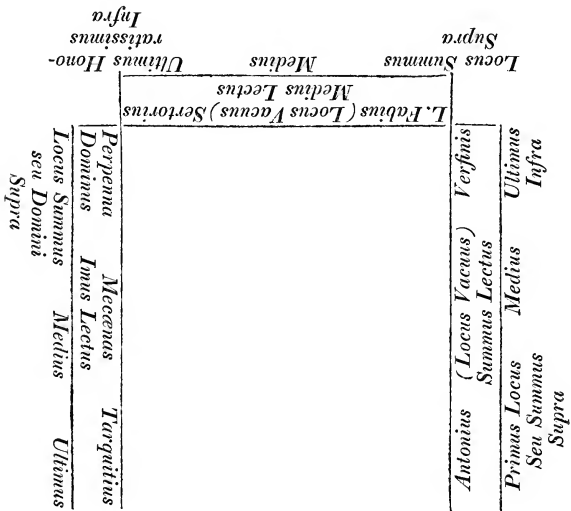 L. Fabius (Locus Vacuus) Sertorius
Medius Lectus
Locus Summus Medius Ultimus Hono-
Supra ratissimus
Infra
Antonius (Locus Vacuus) Verfinis
Summus Lectus
Primus Locus Medius Ultimus
Seu Summus Infra
Supra
Perpenna Mecænas Tarquitius
Dominus Imus Lectus
Locus Summus Medius Ultimus
seu Domini
Supra